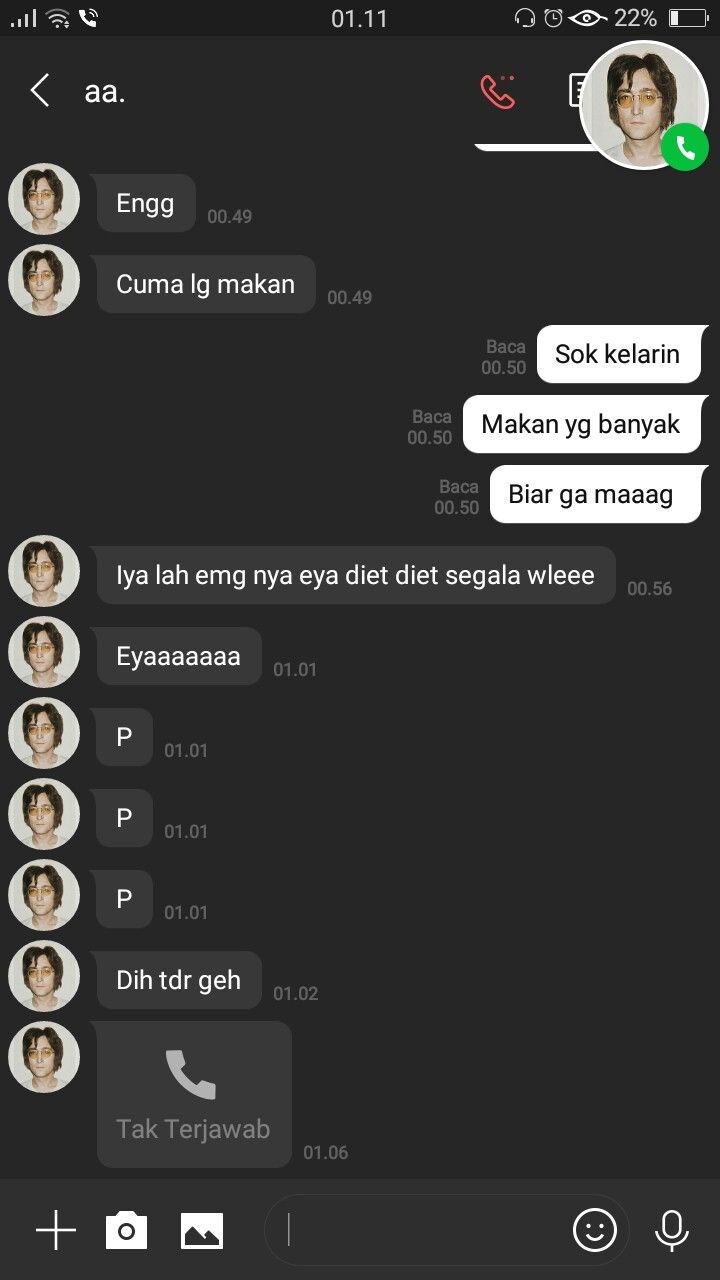 01.11
22%
aa.
Engg
00.49
Cuma lg makan
00.49
Baca
00.50
Sok kelarin
Baca
00.50
Makan yg banyak
Baca
00.50
Biar ga maaag
Iya lah emg nya eya diet diet segala wleee
00.56
Eyaaaaaaa
01.01
P
01.01
P
01.01
P
01.01
Dih tdr geh
01.02
Tak Terjawab
01.06